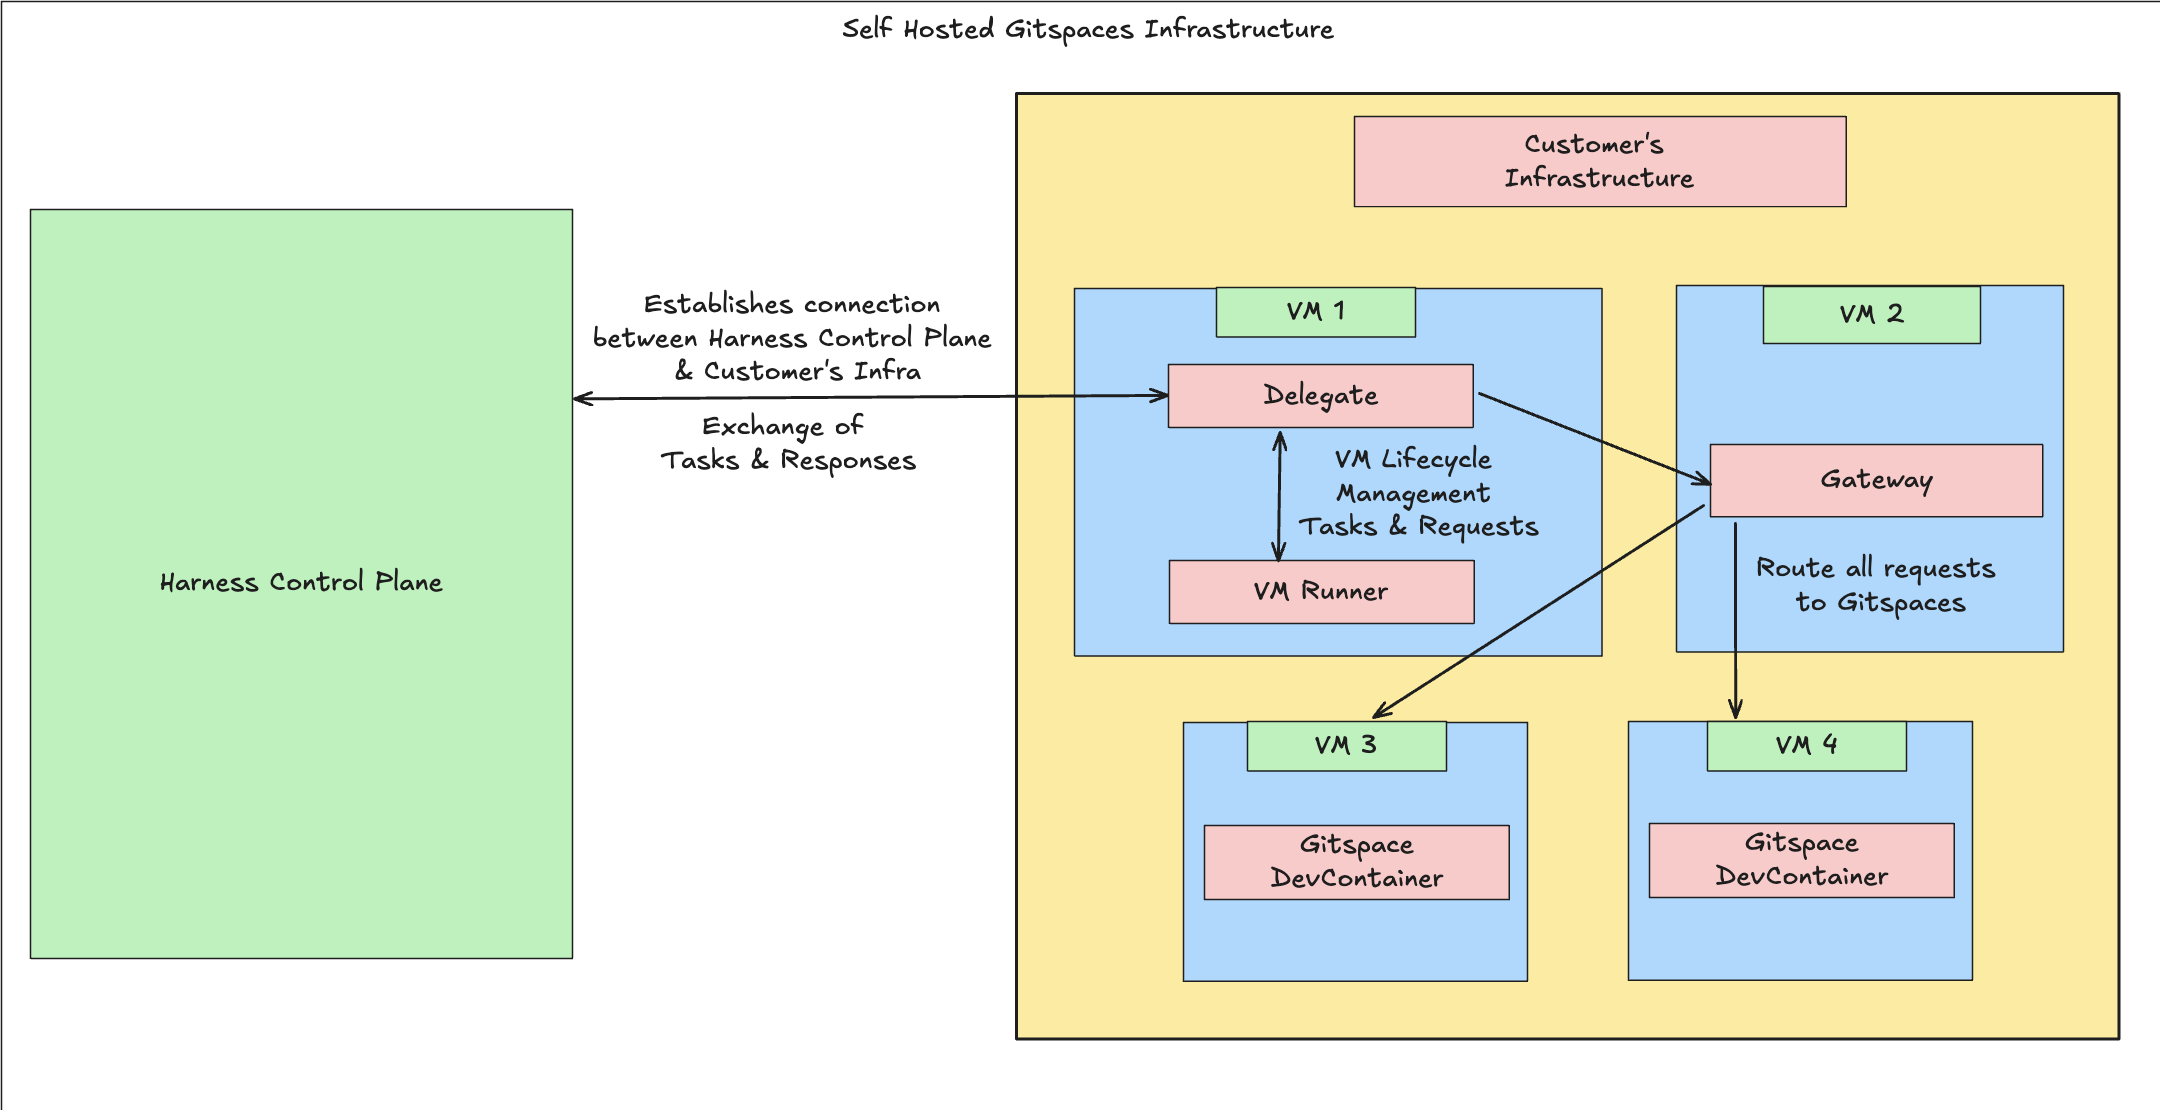 Self Hosted Gitspaces Infrastructure
Customer's
Infrastructure
Establishes connection
between Harness Control Plane
& Customer's Infra
Exchange of
Tasks & Responses
Harness Control Plane
VM 1
Delegate
VM Lifecycle
Management
Tasks & Requests
VM Runner
VM 2
Gateway
Route all requests
to Gitspaces
VM 3
Gitspace
DevContainer
VM 4
Gitspace
DevContainer